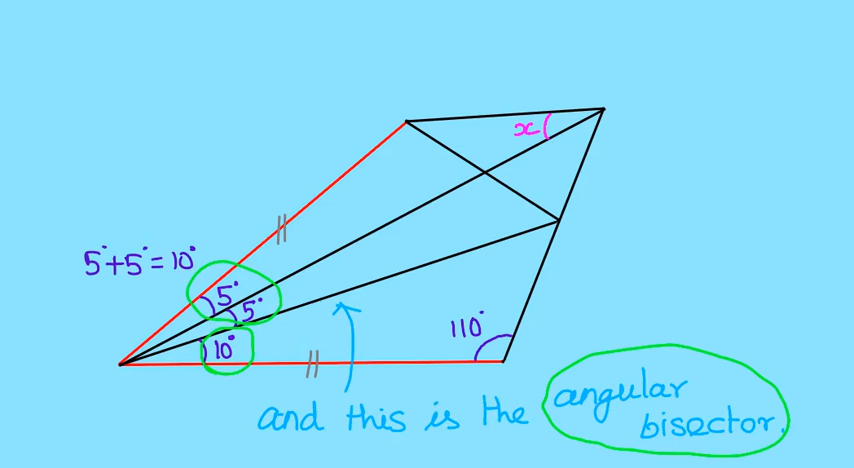 x
5°+5°=10°
5°
5°
10°
110°
and this is the angular
bisector.